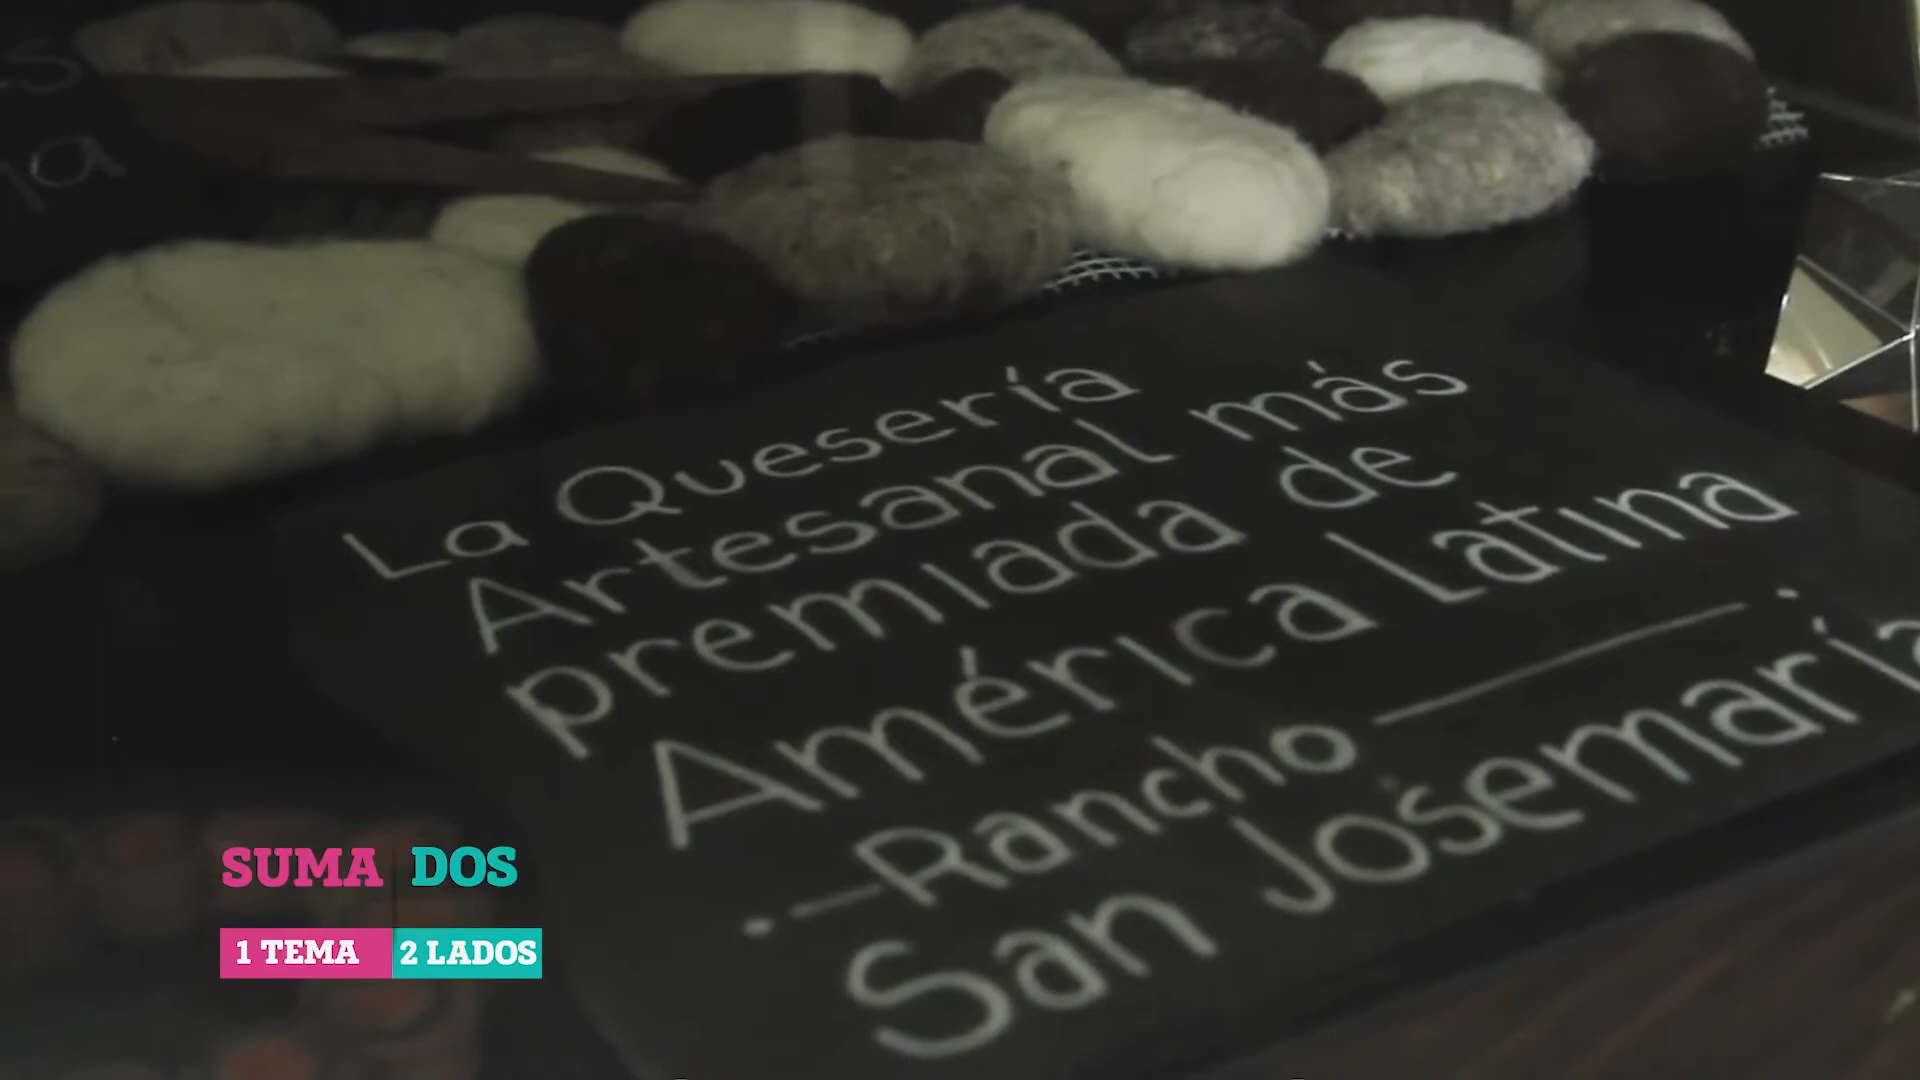 La Quesería
Artesanal más
premiada de
América Latina
Rancho
San Josemaría
SUMA DOS
1 TEMA 2 LADOS